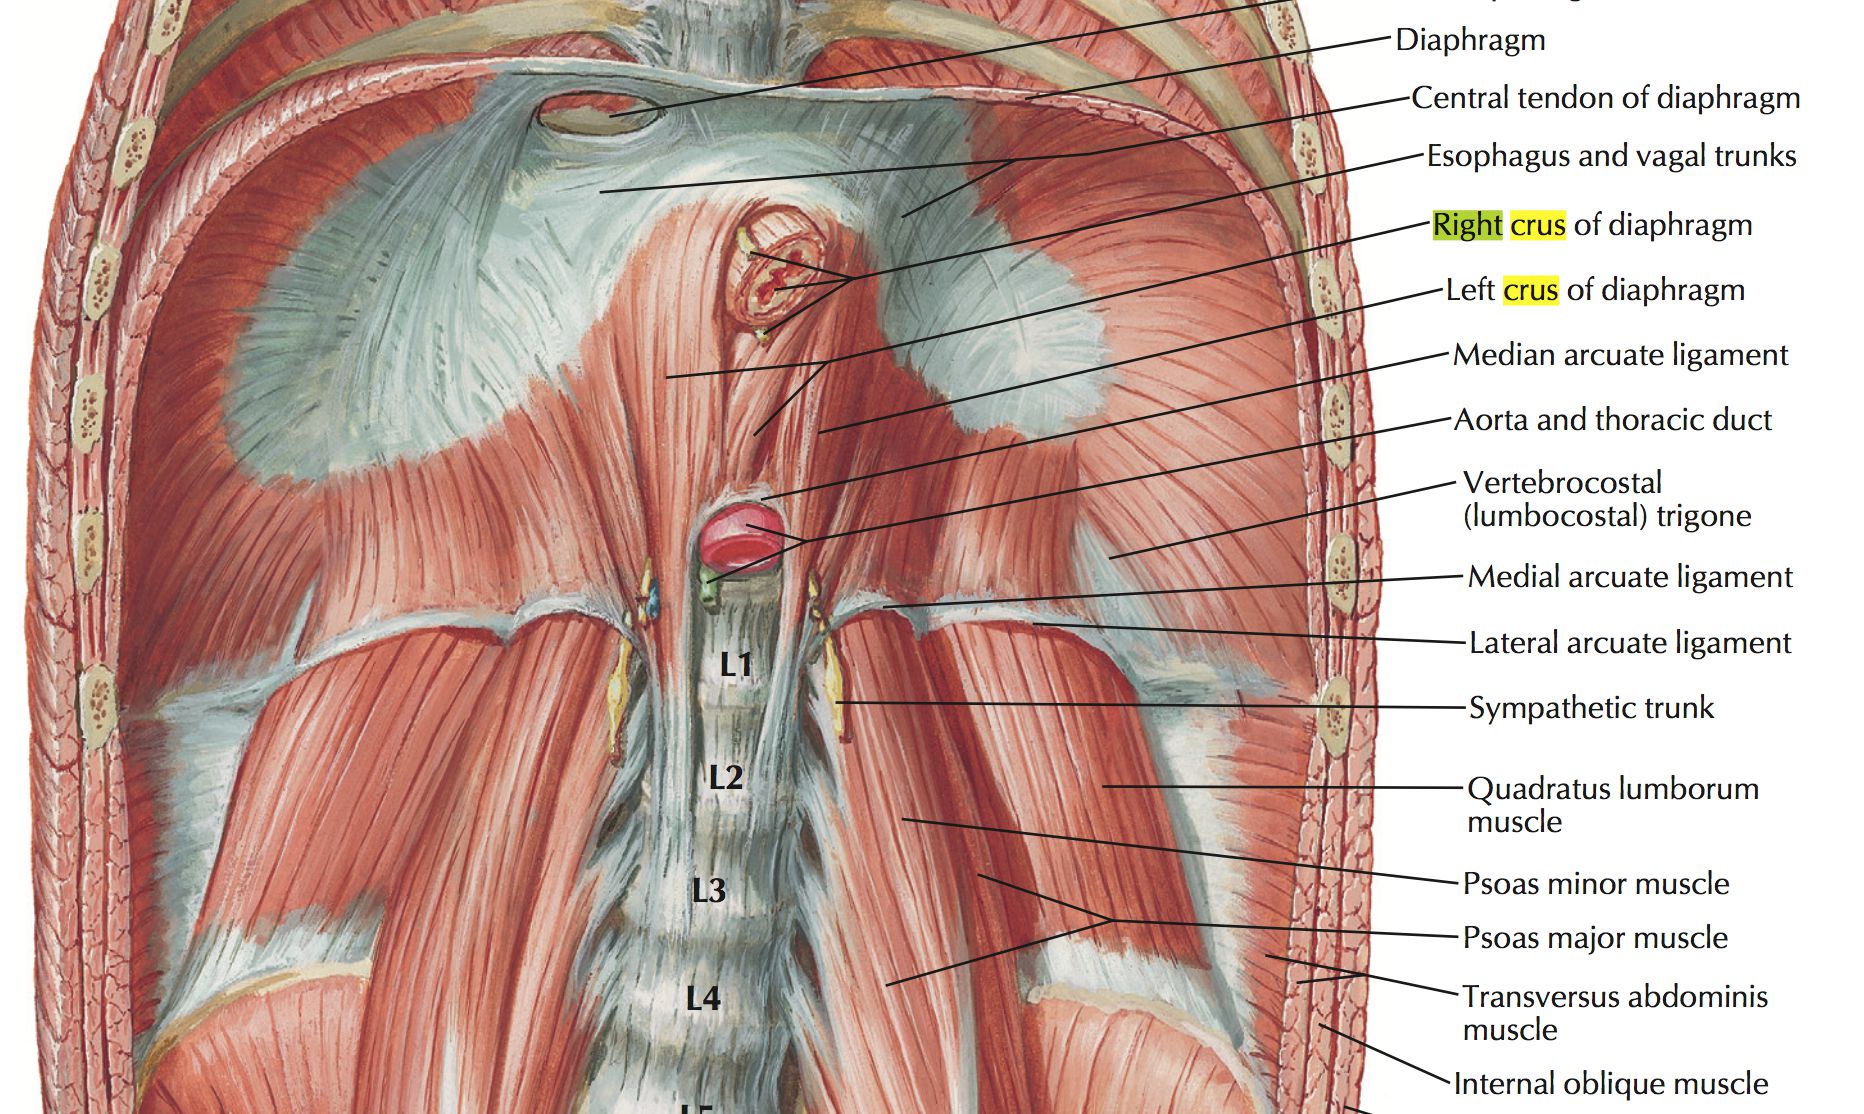 Diaphragm
Central tendon of diaphragm
Esophagus and vagal trunks
Right crus of diaphragm
Left crus of diaphragm
Median arcuate ligament
Aorta and thoracic duct
Vertebrocostal
(lumbocostal) trigone
Medial arcuate ligament
Lateral arcuate ligament
L1
Sympathetic trunk
L2
Quadratus lumborum
muscle
L3
Psoas minor muscle
Psoas major muscle
L4
Transversus abdominis
muscle
Internal oblique muscle
L5